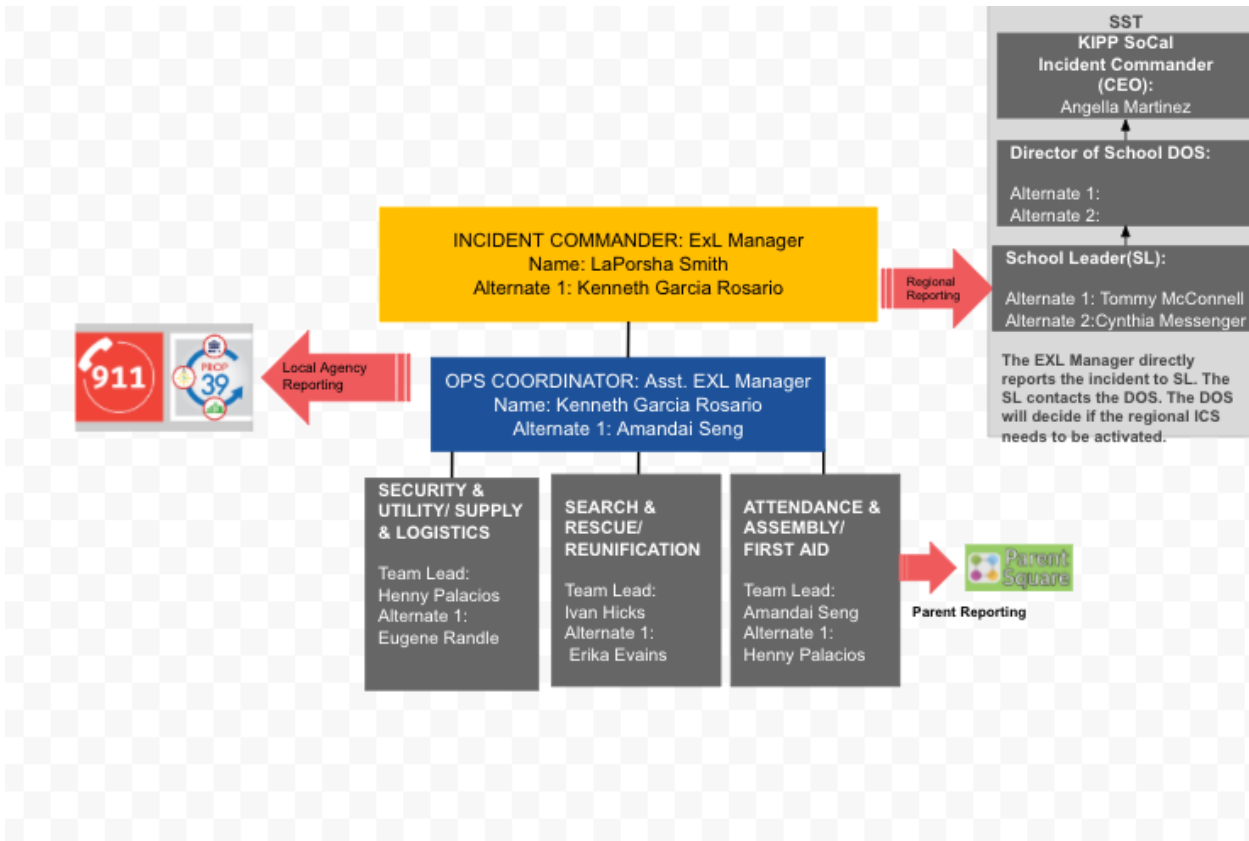 SST
KIPP SoCal
Incident Commander
(CEO):
Angella Martinez
Director of School DOS:
Alternate 1:
Alternate 2:
School Leader(SL):
Alternate 1: Tommy McConnell
Alternate 2:Cynthia Messenger
The EXL Manager directly
reports the incident to SL. The
SL contacts the DOS. The DOS
will decide if the regional ICS
needs to be activated.
INCIDENT COMMANDER: ExL Manager
Name: LaPorsha Smith
Alternate 1: Kenneth Garcia Rosario
Regional
Reporting
911
PROP
39
Local Agency
Reporting
OPS COORDINATOR: Asst. EXL Manager
Name: Kenneth Garcia Rosario
Alternate 1: Amandai Seng
SECURITY &
UTILITY/ SUPPLY
& LOGISTICS
Team Lead:
Henny Palacios
Alternate 1:
Eugene Randle
SEARCH &
RESCUE/
REUNIFICATION
Team Lead:
Ivan Hicks
Alternate 1:
Erika Evains
ATTENDANCE &
ASSEMBLY/
FIRST AID
Team Lead:
Amandai Seng
Alternate 1:
Henny Palacios
Parent
Square
Parent Reporting